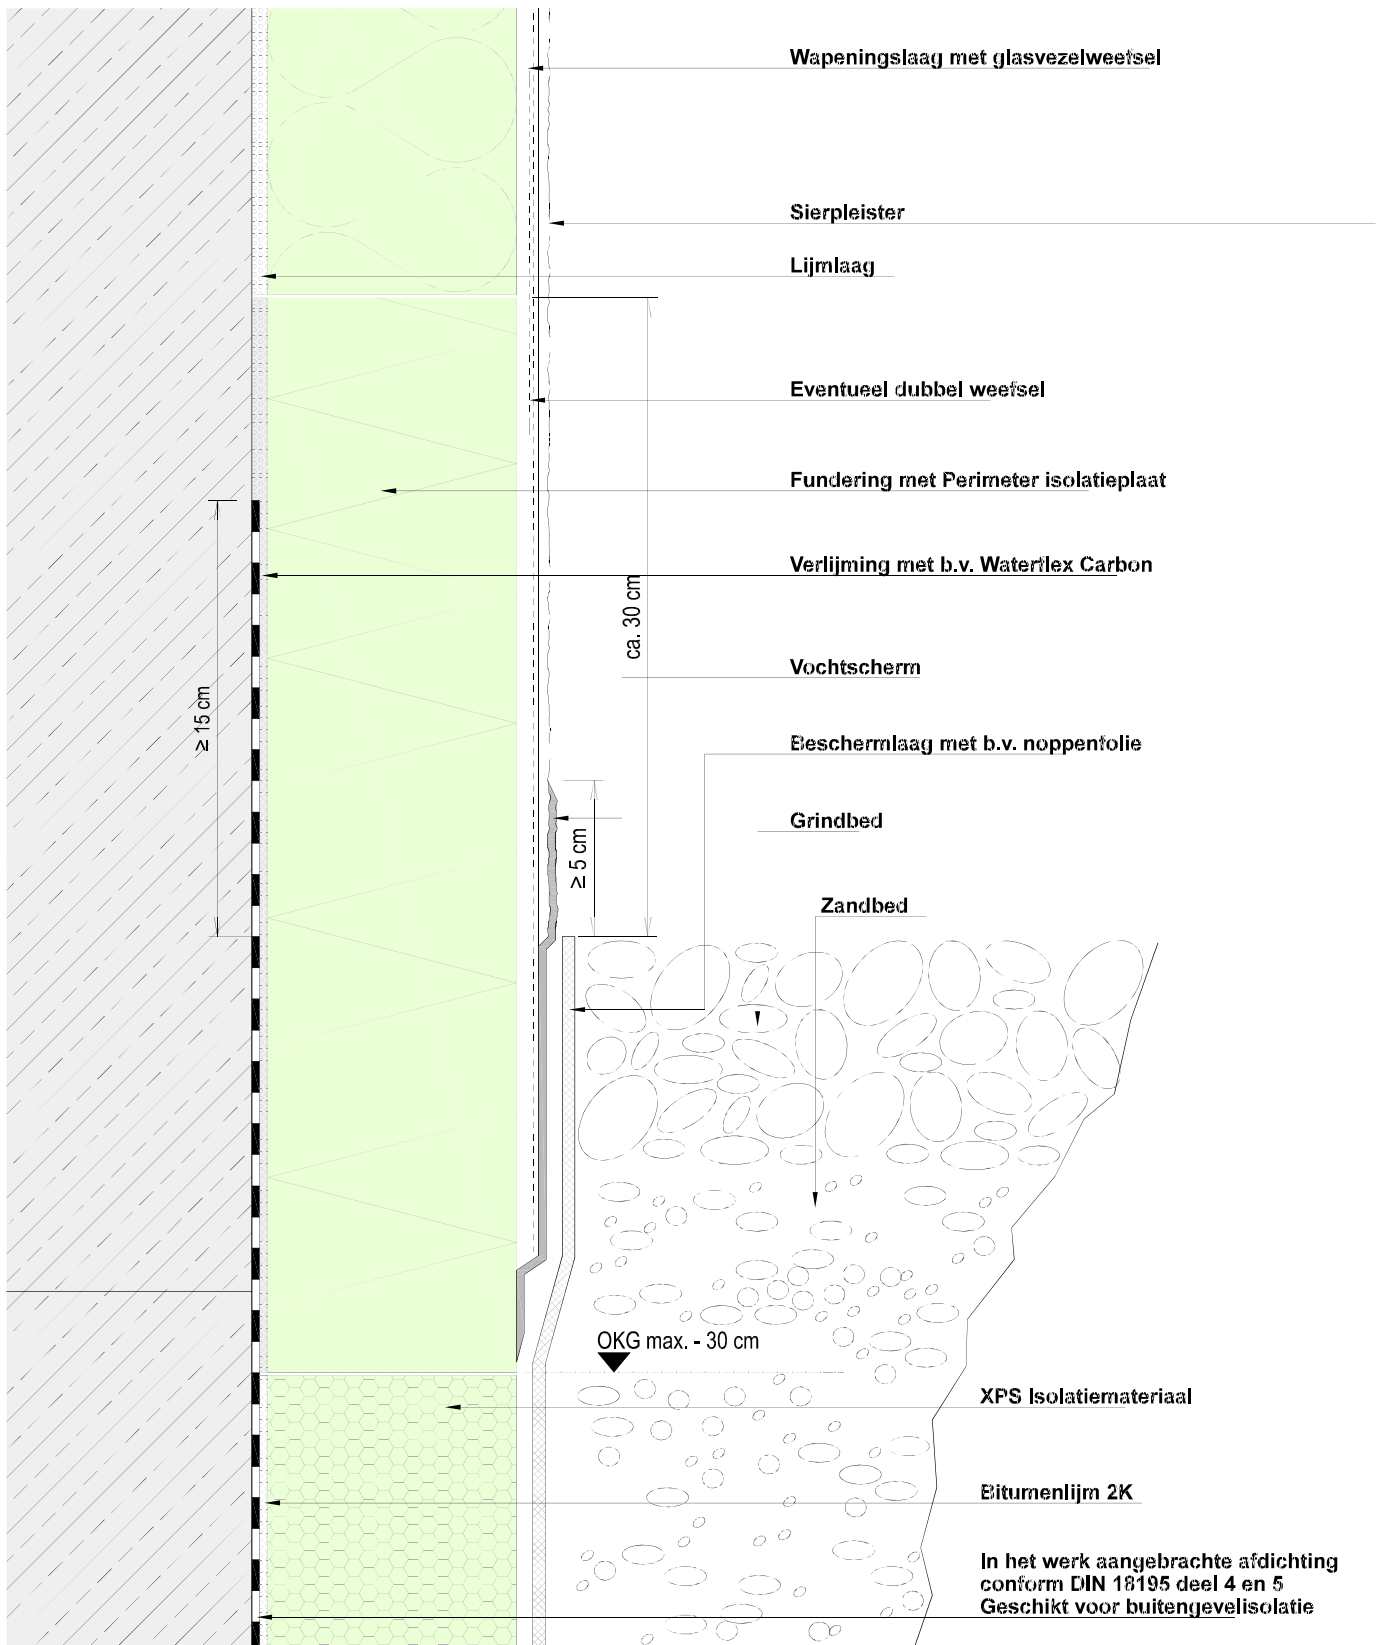 Wapeningslaag met glasvezelweefsel
Sierpleister
Lijmlaag
Eventueel dubbel weefsel
Fundering met Perimeter isolatieplaat
Verlijming met b.v. Waterflex Carbon
ca. 30 cm
Vochtscherm
≥ 15 cm
Beschermlaag met b.v. noppenfolie
Grindbed
≥ 5 cm
Zandbed
OKG max. - 30 cm
XPS Isolatiemateriaal
Bitumenlijm 2K
In het werk aangebrachte afdichting
conform DIN 18195 deel 4 en 5
Geschikt voor buitengevelisolatie